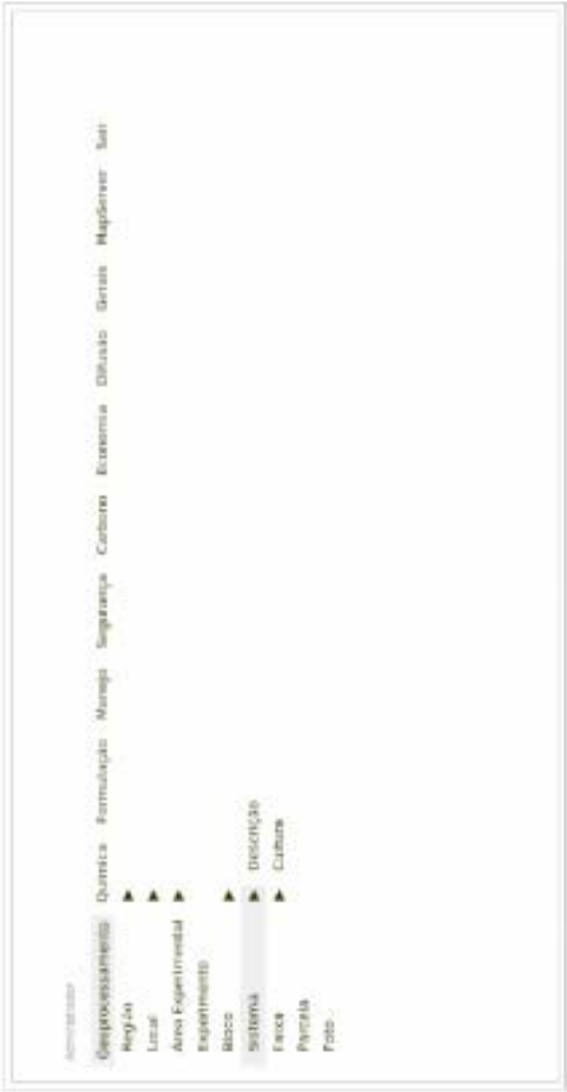 Geoprocessamento Química Formulação Manejo Segurança Carbono Economia Difusão Gerais MapServer Sair
Região
Local
Área Experimental
Experimento
Bloco
Sistema Descrição
Faixa Cultura
Parcela
Foto